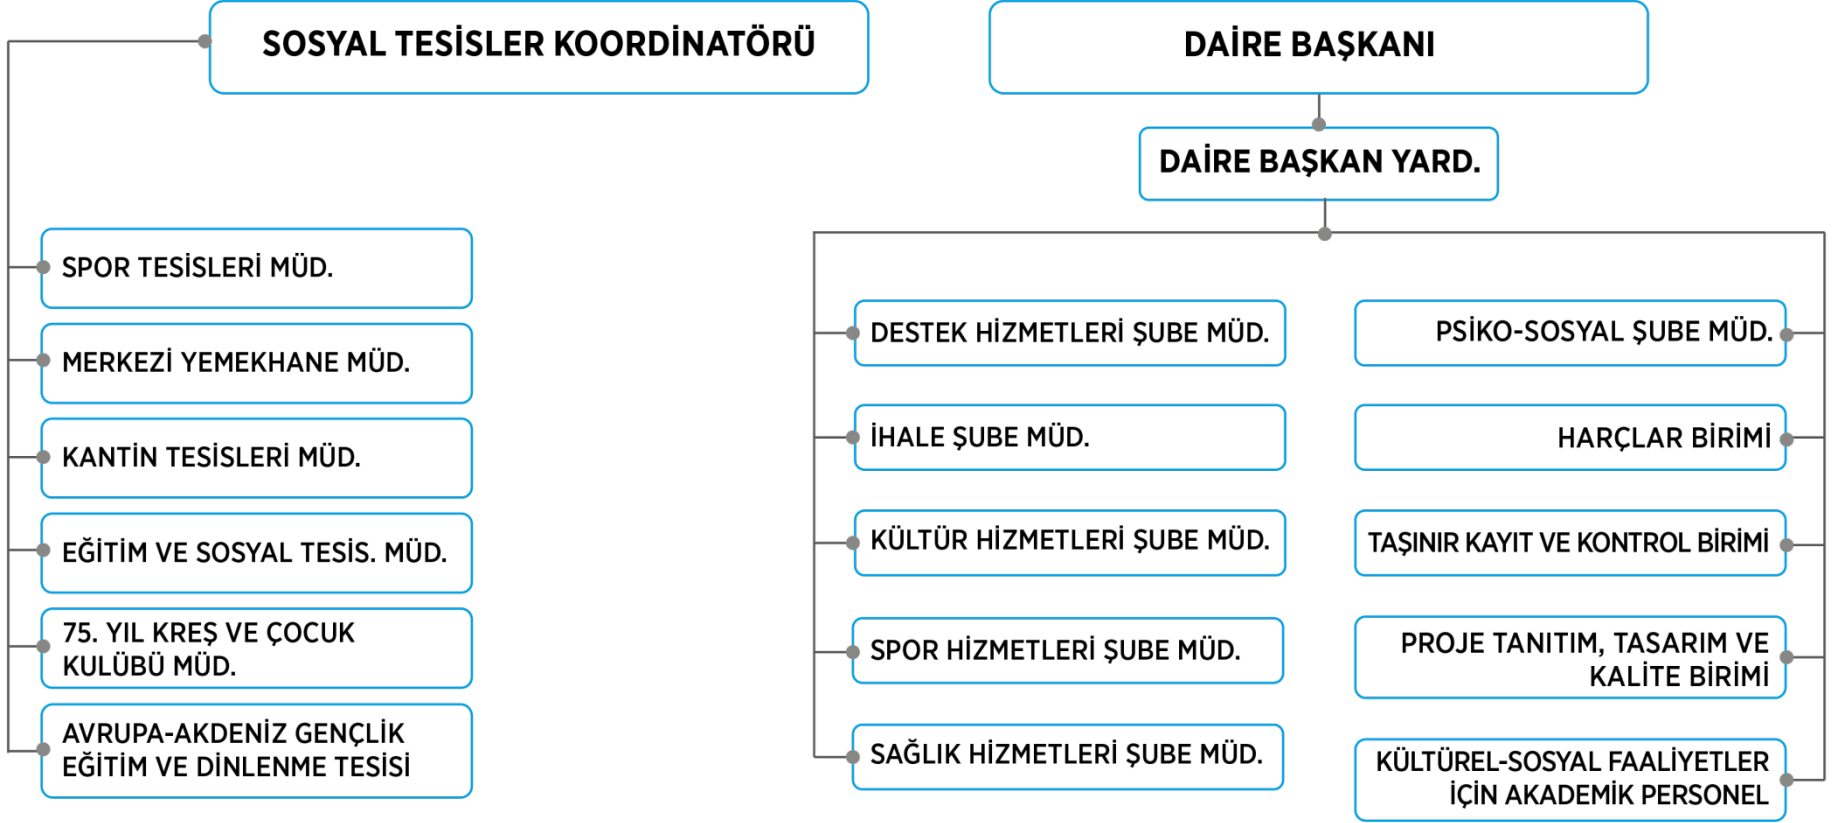 SOSYAL TESİSLER KOORDİNATÖRÜ
DAİRE BAŞKANI
DAİRE BAŞKAN YARD.
SPOR TESİSLERİ MÜD.
MERKEZİ YEMEKHANE MÜD.
KANTİN TESİSLERİ MÜD.
EĞİTİM VE SOSYAL TESİS. MÜD.
75. YIL KREŞ VE ÇOCUK
KULÜBÜ MÜD.
AVRUPA-AKDENİZ GENÇLİK
EĞİTİM VE DİNLENME TESİSİ
DESTEK HİZMETLERİ ŞUBE MÜD.
İHALE ŞUBE MÜD.
KÜLTÜR HİZMETLERİ ŞUBE MÜD.
SPOR HİZMETLERİ ŞUBE MÜD.
SAĞLIK HİZMETLERİ ŞUBE MÜD.
PSİKO-SOSYAL ŞUBE MÜD.
HARÇLAR BİRİMİ
TAŞINIR KAYIT VE KONTROL BİRİMİ
PROJE TANITIM, TASARIM VE
KALİTE BİRİMİ
KÜLTÜREL-SOSYAL FAALİYETLER
İÇİN AKADEMİK PERSONEL